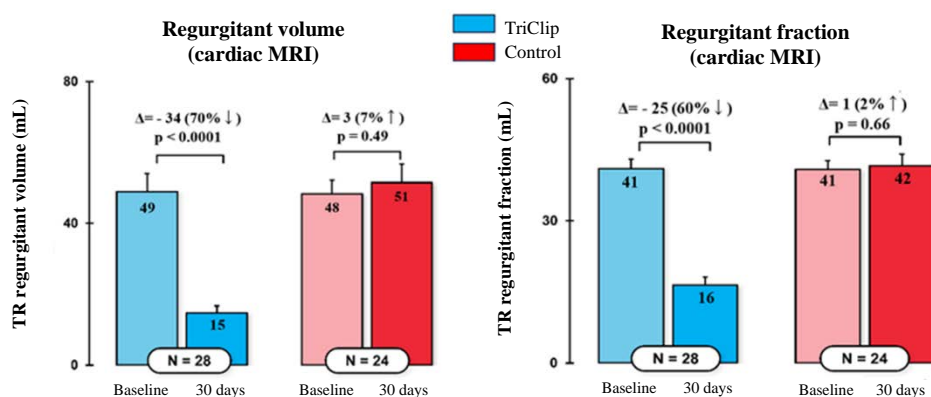 Regurgitant volume
(cardiac MRI)
TriClip
Control
Regurgitant fraction
(cardiac MRI)
TR regurgitant volume (mL)
80
40
0
Δ= - 34 (70% ↓)
p < 0.0001
49
15
N = 28
Baseline 30 days
Δ= 3 (7% ↑)
p = 0.49
48
51
N = 24
Baseline 30 days
TR regurgitant fraction (mL)
60
30
0
Δ= - 25 (60% ↓)
p < 0.0001
41
16
N = 28
Baseline 30 days
Δ= 1 (2% ↑)
p = 0.66
41
42
N = 24
Baseline 30 days